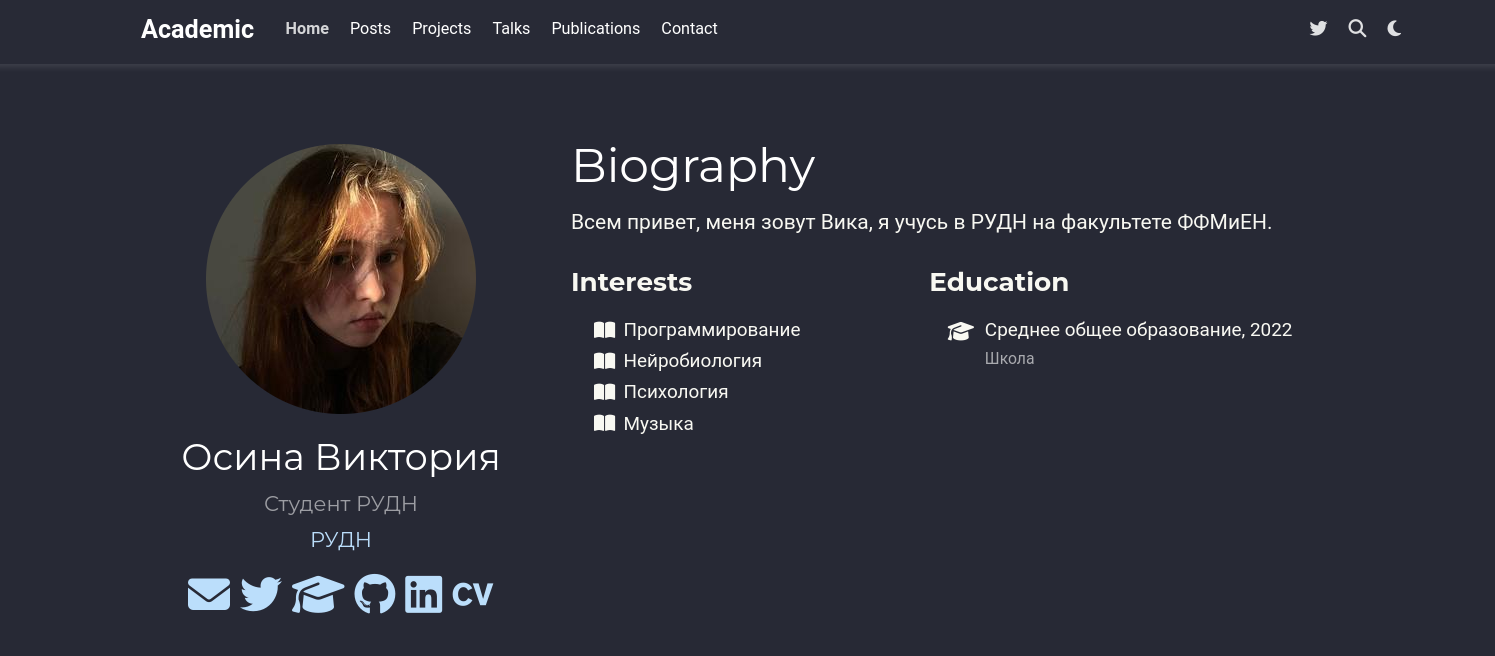 Academic Home Posts Projects Talks Publications Contact
Biography
Всем привет, меня зовут Вика, я учусь в РУДН на факультете ФФМиЕН.
Interests
Программирование
Нейробиология
Психология
Музыка
Education
Среднее общее образование, 2022
Школа
Осина Виктория
Студент РУДН
РУДН
CV